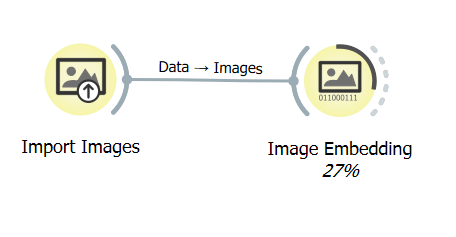 Data → Images
011000111
Import Images
Image Embedding
27%